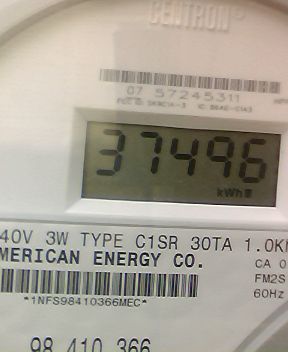 CENTRON®
07 57245311
37496
kWh
40V 3W TYPE C1SR 30TA 1.0K
MERICAN ENERGY CO.
CA 0
FM2S
60Hz
*1NFS98410366MEC*
98 410 366